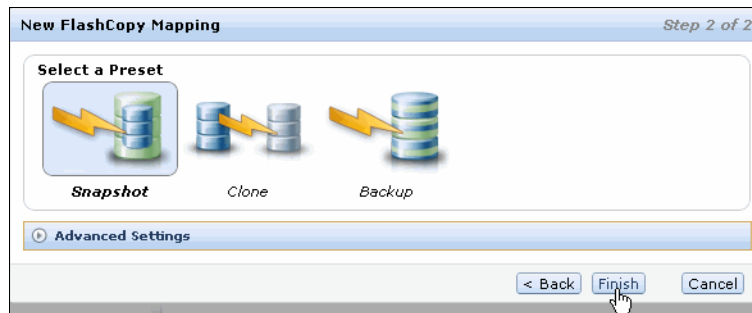 New FlashCopy Mapping Step 2 of 2
Select a Preset
Snapshot Clone Backup
Advanced Settings
< Back Finish Cancel